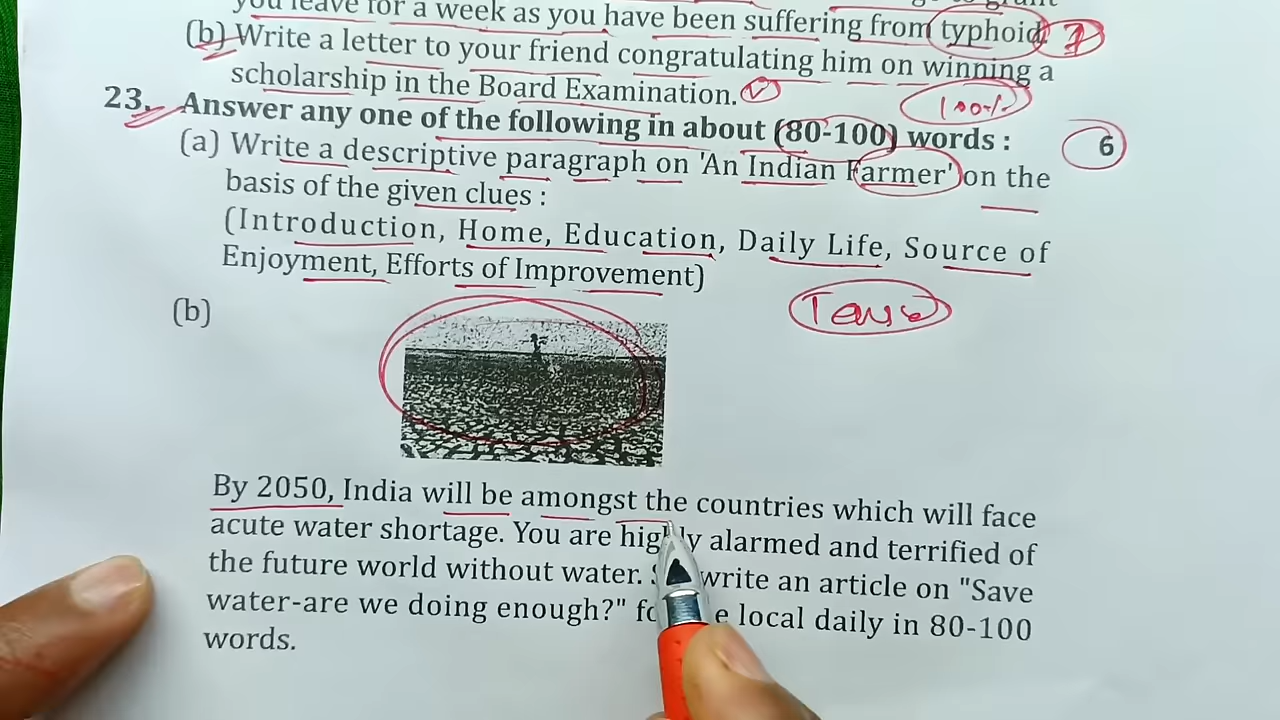 you leave for a week as you have been suffering from typhoid.
(b) Write a letter to your friend congratulating him on winning a
scholarship in the Board Examination.
100%
23. Answer any one of the following in about (80-100) words : 6
(a) Write a descriptive paragraph on 'An Indian Farmer' on the
basis of the given clues :
(Introduction, Home, Education, Daily Life, Source of
Enjoyment, Efforts of Improvement)
Tense
(b)
By 2050, India will be amongst the countries which will face
acute water shortage. You are highly alarmed and terrified of
the future world without water. write an article on "Save
water-are we doing enough?" local daily in 80-100
words.